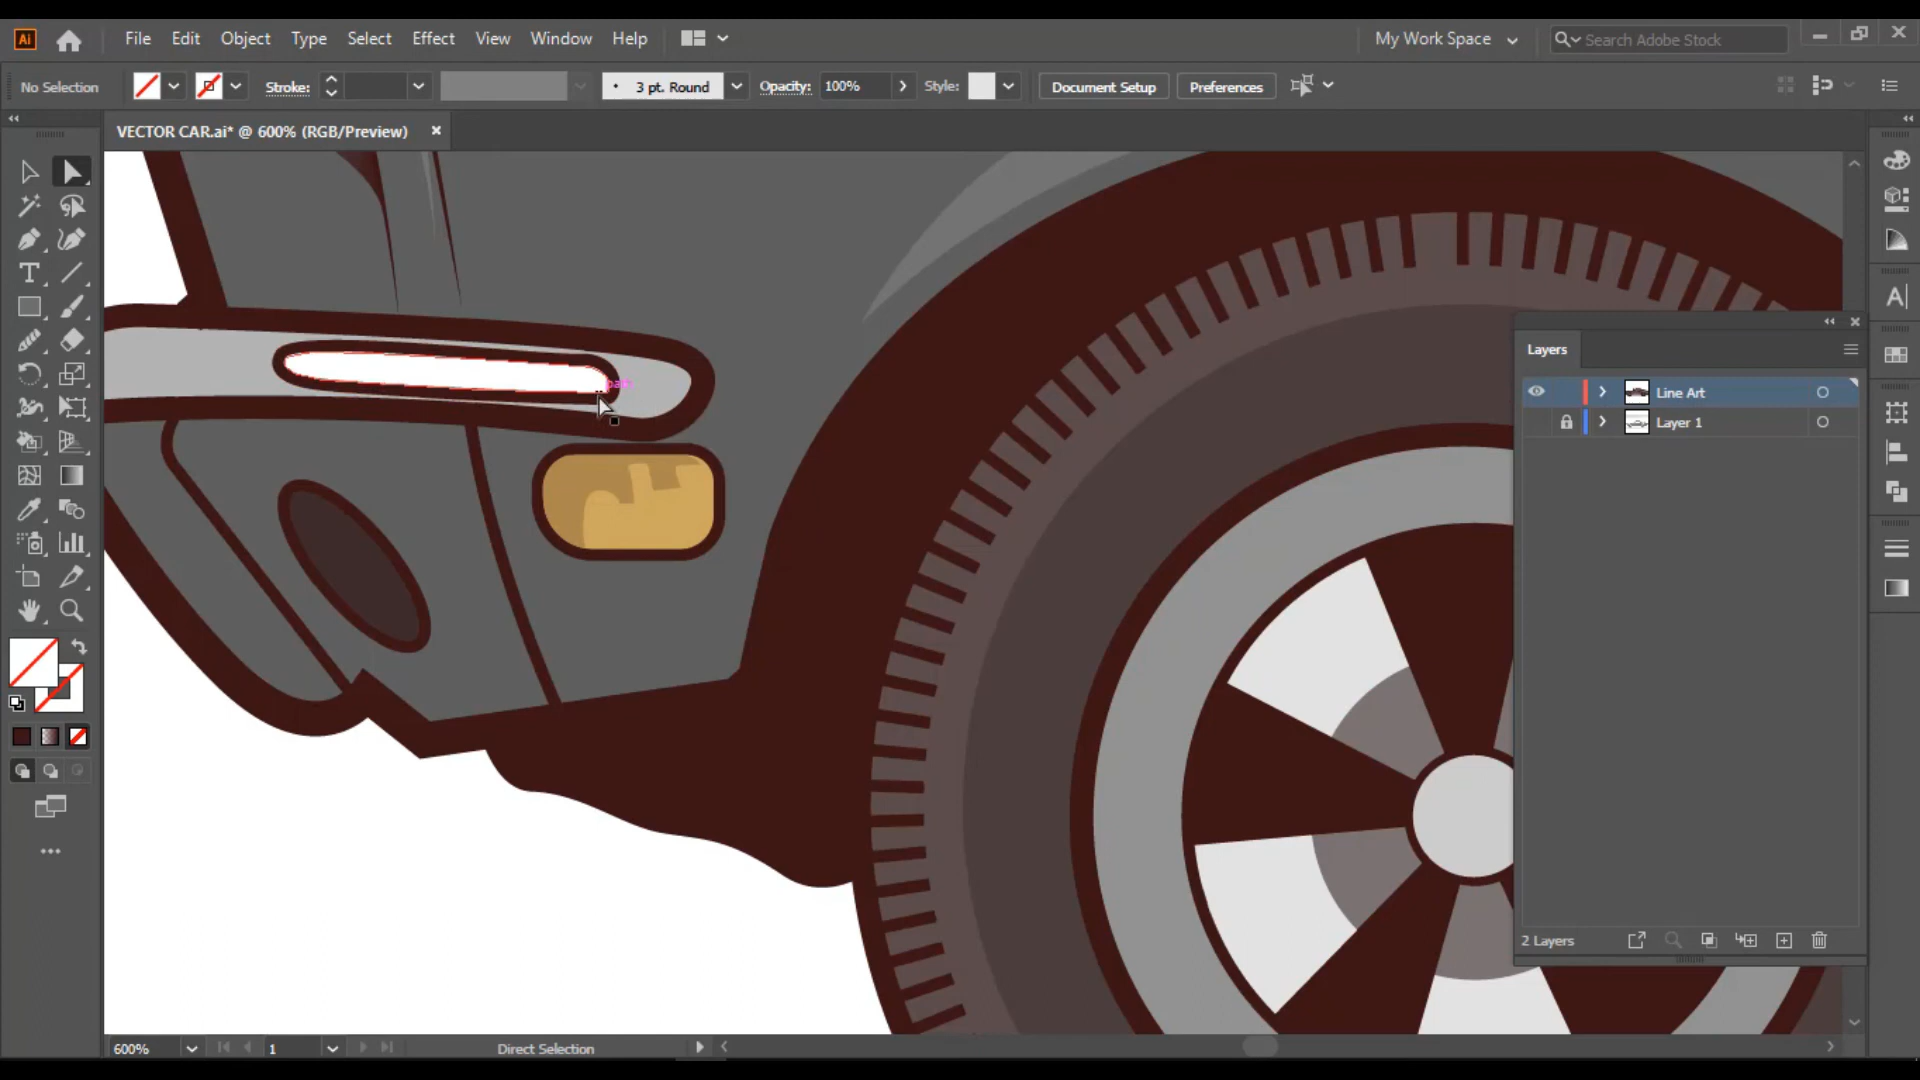 Ai File Edit Object Type Select Effect View Window Help My Work Space Search Adobe Stock
No Selection Stroke: 3 pt. Round Opacity: 100% Style: Document Setup Preferences
VECTOR CAR.ai* @ 600% (RGB/Preview)
Layers
Line Art
Layer 1
2 Layers
600% 1 Direct Selection